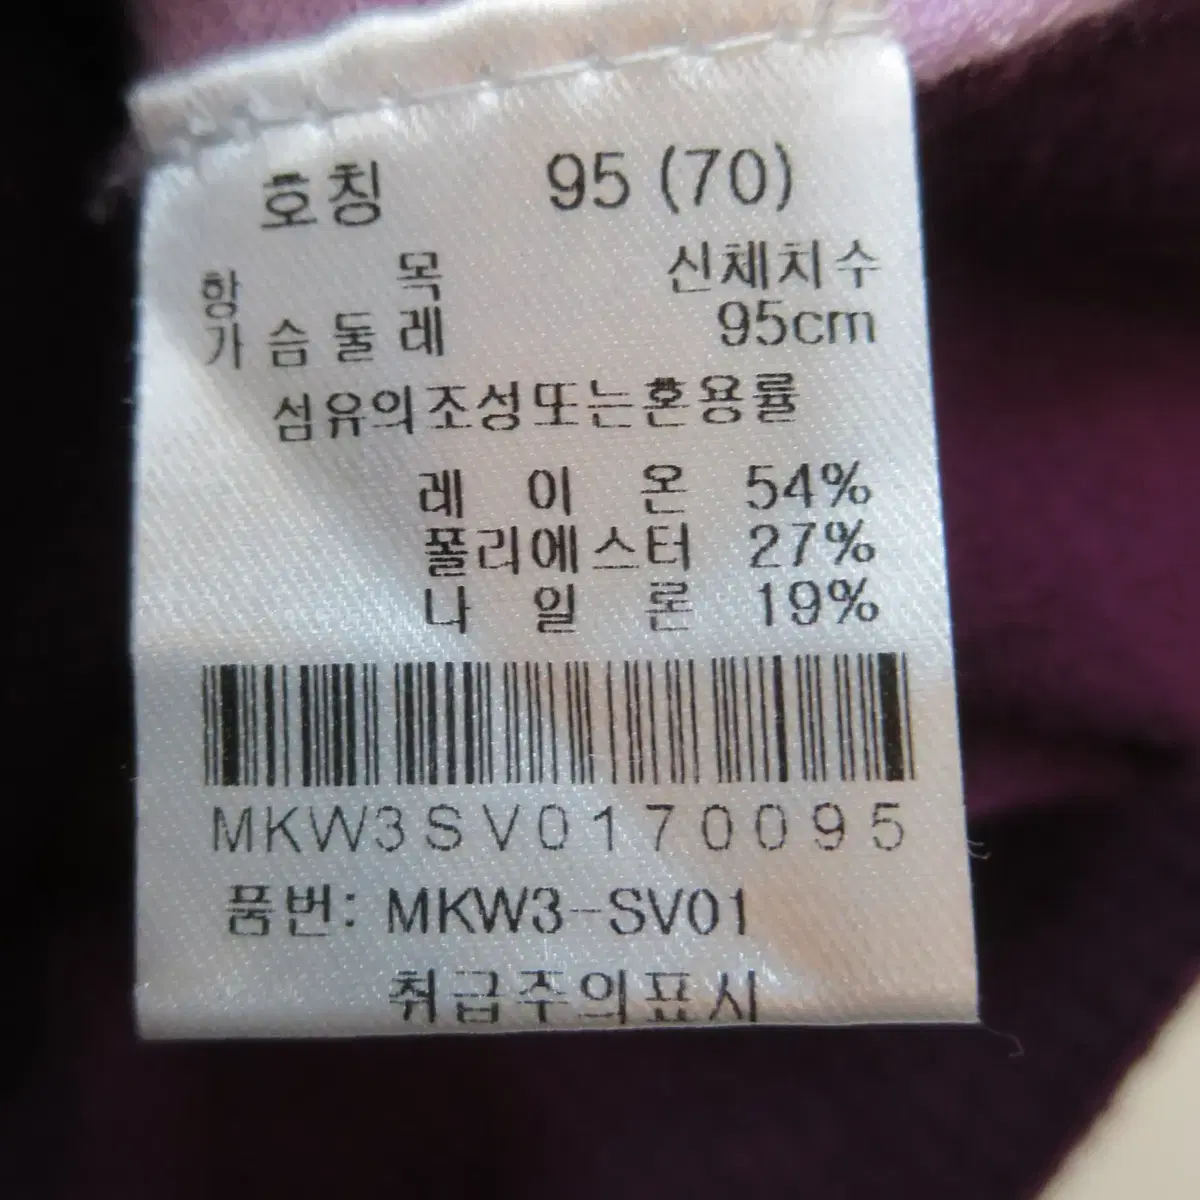 호칭 95 (70)
항 목 신체치수
가슴둘레 95cm
섬유의조성또는혼용률
레이온 54%
폴리에스터 27%
나일론 19%
MKW3SV0170095
품번: MKW3-SV01
취급주의표시